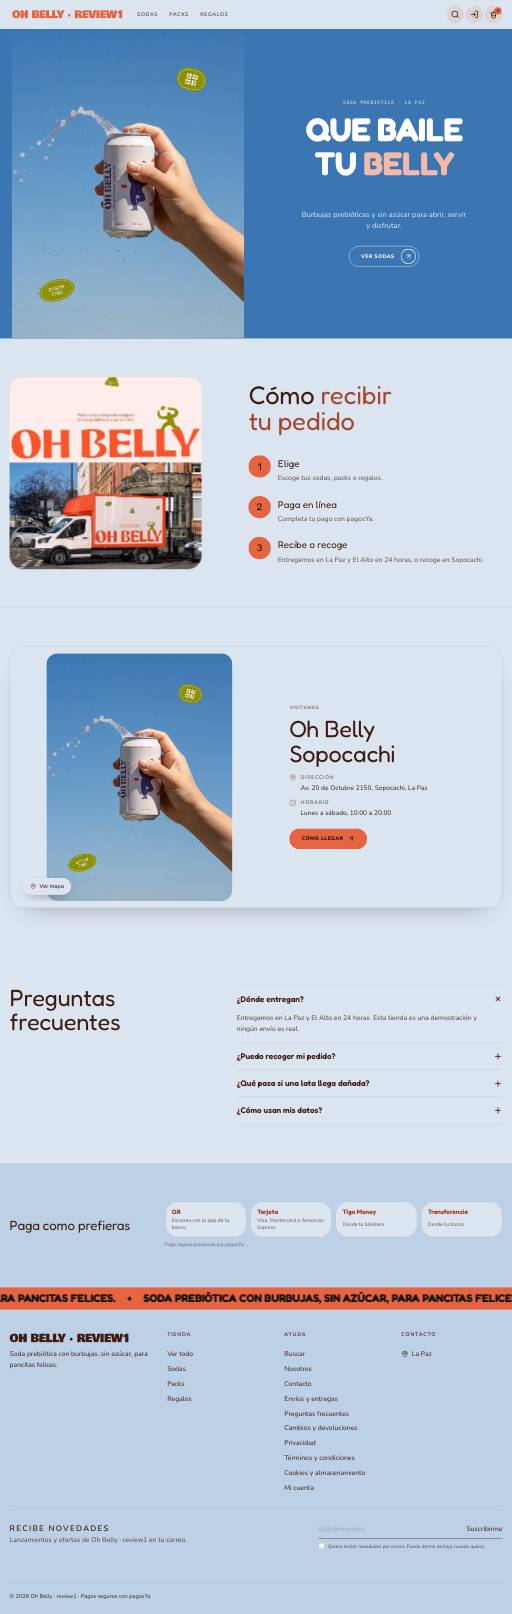 OH BELLY · REVIEW1
SODAS
PACKS
REGALOS
SODA PREBIÓTICA · LA PAZ
QUE BAILE
TU BELLY
Burbujas prebióticas y sin azúcar para abrir, servir
y disfrutar.
VER SODAS
OH BELLY
OH BELLY
OH BELLY
Cómo recibir
tu pedido
1
Elige
Escoge tus sodas, packs o regalos.
2
Paga en línea
Completa tu pago con pagosYa.
3
Recibe o recoge
Entregamos en La Paz y El Alto en 24 horas, o recoge en Sopocachi.
OH BELLY
Ver mapa
VISÍTANOS
Oh Belly
Sopocachi
DIRECCIÓN
Av. 20 de Octubre 2150, Sopocachi, La Paz
HORARIO
Lunes a sábado, 10:00 a 20:00
CÓMO LLEGAR
Preguntas
frecuentes
¿Dónde entregan?
Entregamos en La Paz y El Alto en 24 horas. Esta tienda es una demostración y
ningún envío es real.
¿Puedo recoger mi pedido?
¿Qué pasa si una lata llega dañada?
¿Cómo usan mis datos?
Paga como prefieras
QR
Escanea con la app de tu
banco
Tarjeta
Visa, Mastercard o American
Express
Tigo Money
Desde tu billetera
Transferencia
Desde tu banco
Pago seguro procesado por pagosYa
RA PANCITAS FELICES. ✦ SODA PREBIÓTICA CON BURBUJAS, SIN AZÚCAR, PARA PANCITAS FELICES
OH BELLY · REVIEW1
Soda prebiótica con burbujas, sin azúcar, para
pancitas felices.
TIENDA
Ver todo
Sodas
Packs
Regalos
AYUDA
Buscar
Nosotros
Contacto
Envíos y entregas
Preguntas frecuentes
Cambios y devoluciones
Privacidad
Términos y condiciones
Cookies y almacenamiento
Mi cuenta
CONTACTO
La Paz
RECIBE NOVEDADES
Lanzamientos y ofertas de Oh Belly · review1 en tu correo.
tu@correo.com
Suscribirme
Quiero recibir novedades por correo. Puedo darme de baja cuando quiera.
© 2026 Oh Belly · review1 · Pagos seguros con pagosYa